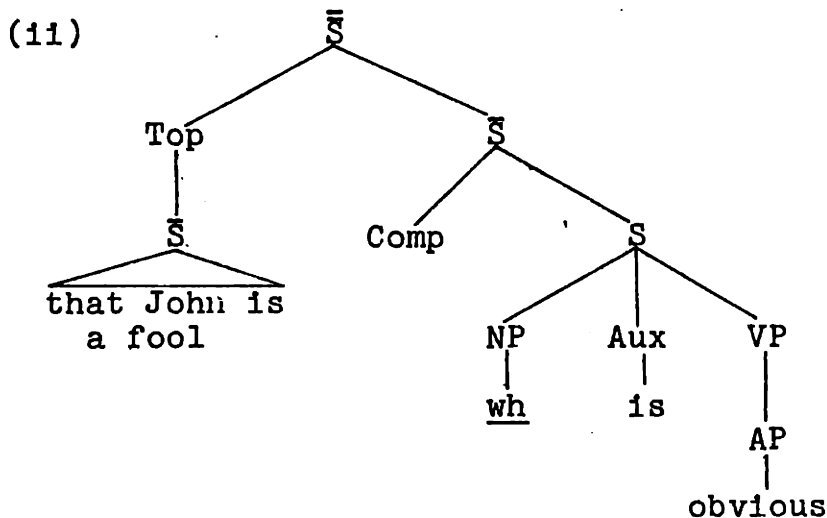 (ii)
S̿
Top S̄
S̄ Comp S
that John is
a fool
NP Aux VP
wh is
AP
obvious